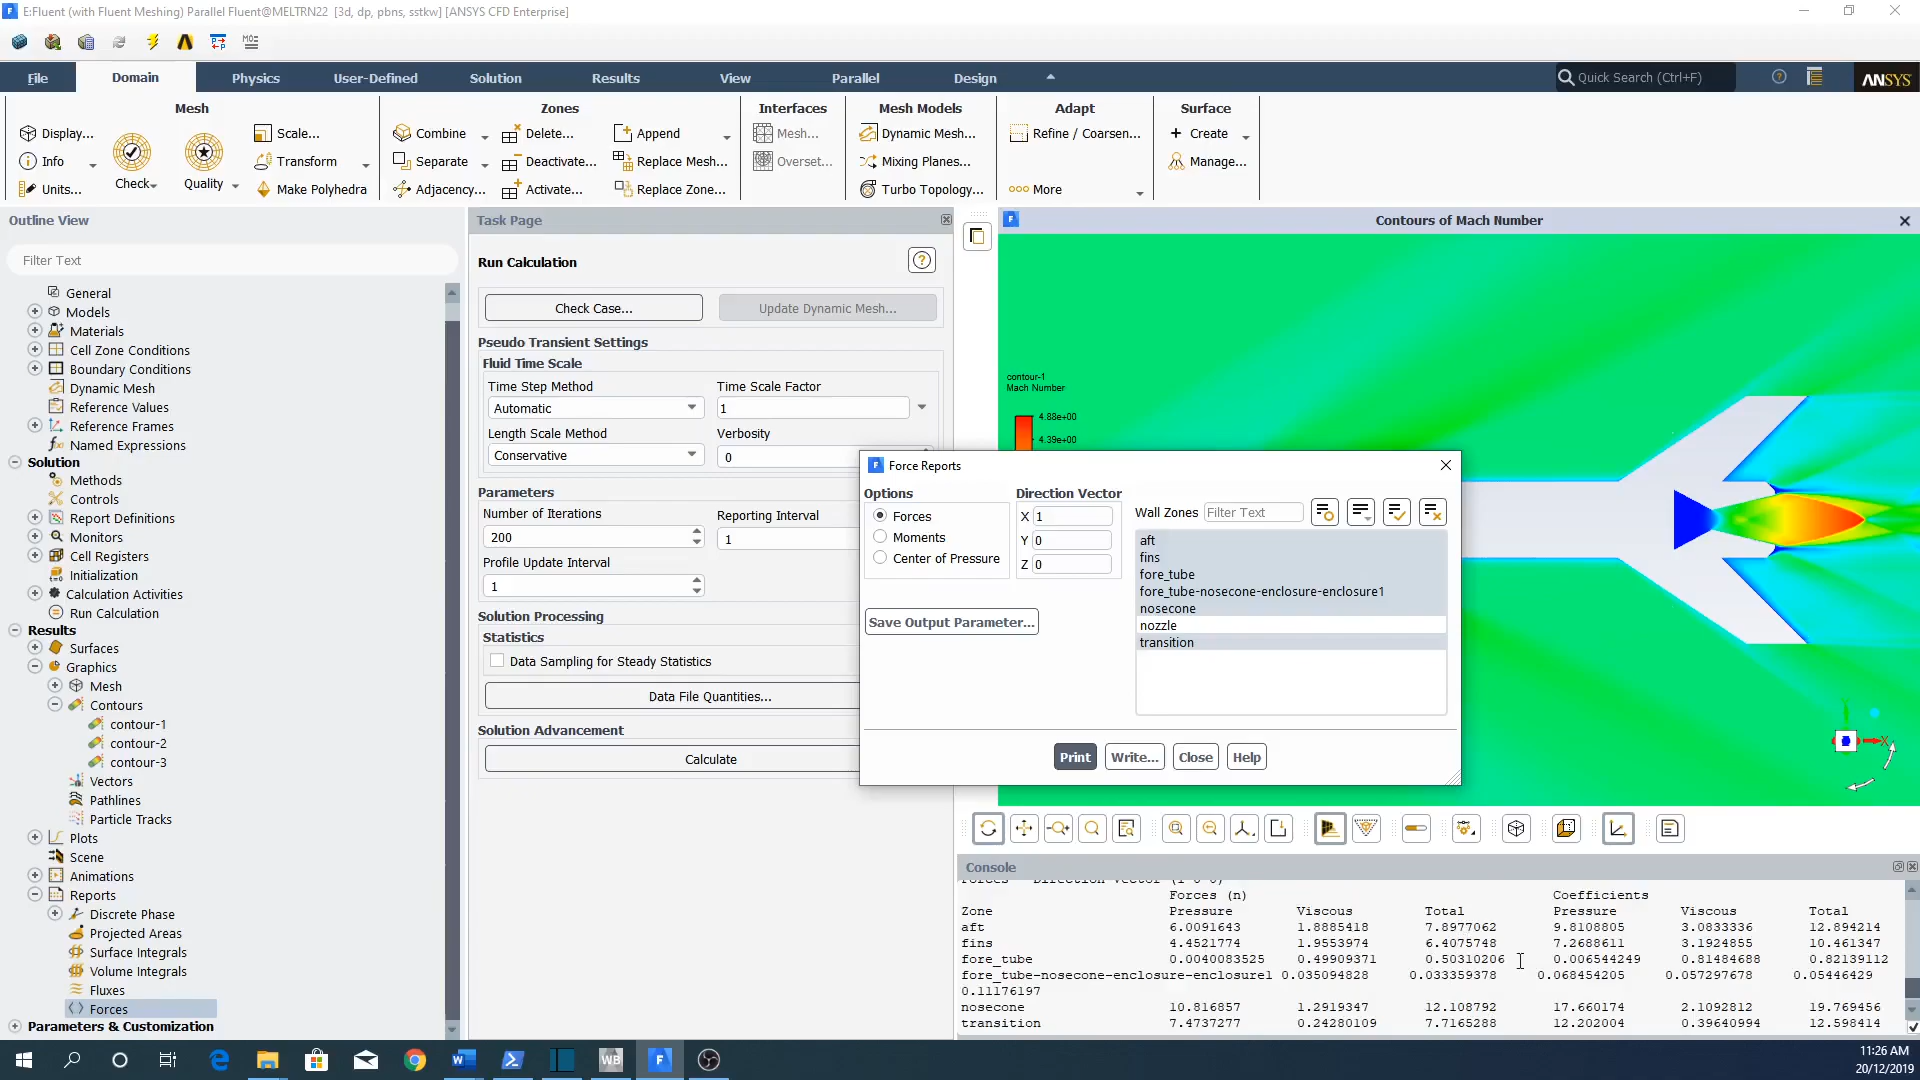 E:Fluent (with Fluent Meshing) Parallel Fluent@MELTRN22 [3d, dp, pbns, sstkw] [ANSYS CFD Enterprise]
File Domain Physics User-Defined Solution Results View Parallel Design Quick Search (Ctrl+F) ANSYS
Mesh Zones Interfaces Mesh Models Adapt Surface
Display... Scale... Combine Delete... Append Mesh... Dynamic Mesh... Refine / Coarsen... + Create
Info Transform Separate Deactivate... Replace Mesh... Overset... Mixing Planes... Manage...
Check Quality
Units... Make Polyhedra Adjacency... Activate... Replace Zone... Turbo Topology... More
Outline View
Filter Text
General
Models
Materials
Cell Zone Conditions
Boundary Conditions
Dynamic Mesh
Reference Values
Reference Frames
Named Expressions
Solution
Methods
Controls
Report Definitions
Monitors
Cell Registers
Initialization
Calculation Activities
Run Calculation
Results
Surfaces
Graphics
Mesh
Contours
contour-1
contour-2
contour-3
Vectors
Pathlines
Particle Tracks
Plots
Scene
Animations
Reports
Discrete Phase
Projected Areas
Surface Integrals
Volume Integrals
Fluxes
Forces
Parameters & Customization
Task Page
Run Calculation
Check Case... Update Dynamic Mesh...
Pseudo Transient Settings
Fluid Time Scale
Time Step Method Time Scale Factor
Automatic 1
Length Scale Method Verbosity
Conservative 0
Parameters
Number of Iterations Reporting Interval
200 1
Profile Update Interval
1
Solution Processing
Statistics
Data Sampling for Steady Statistics
Data File Quantities...
Solution Advancement
Calculate
Contours of Mach Number
contour-1
Mach Number
4.88e+00
4.39e+00
X
Force Reports
Options Direction Vector
Wall Zones Filter Text
Forces X 1
Moments Y 0
Center of Pressure Z 0
aft
fins
fore_tube
fore_tube-nosecone-enclosure-enclosure1
nosecone
nozzle
transition
Save Output Parameter...
Print Write... Close Help
Console
Forces - Direction Vector (1 0 0)
Forces (n) Coefficients
Zone Pressure Viscous Total Pressure Viscous Total
aft 6.0091643 1.8885418 7.8977062 9.8108805 3.0833336 12.894214
fins 4.4521774 1.9553974 6.4075748 7.2688611 3.1924855 10.461347
fore_tube 0.0040083525 0.49909371 0.50310206 0.006544249 0.81484688 0.82139112
fore_tube-nosecone-enclosure-enclosure1 0.035094828 0.033359378 0.068454205 0.057297678 0.05446429
0.11176197
nosecone 10.816857 1.2919347 12.108792 17.660174 2.1092812 19.769456
transition 7.4737277 0.24280109 7.7165288 12.202004 0.39640994 12.598414
WB
11:26 AM
20/12/2019